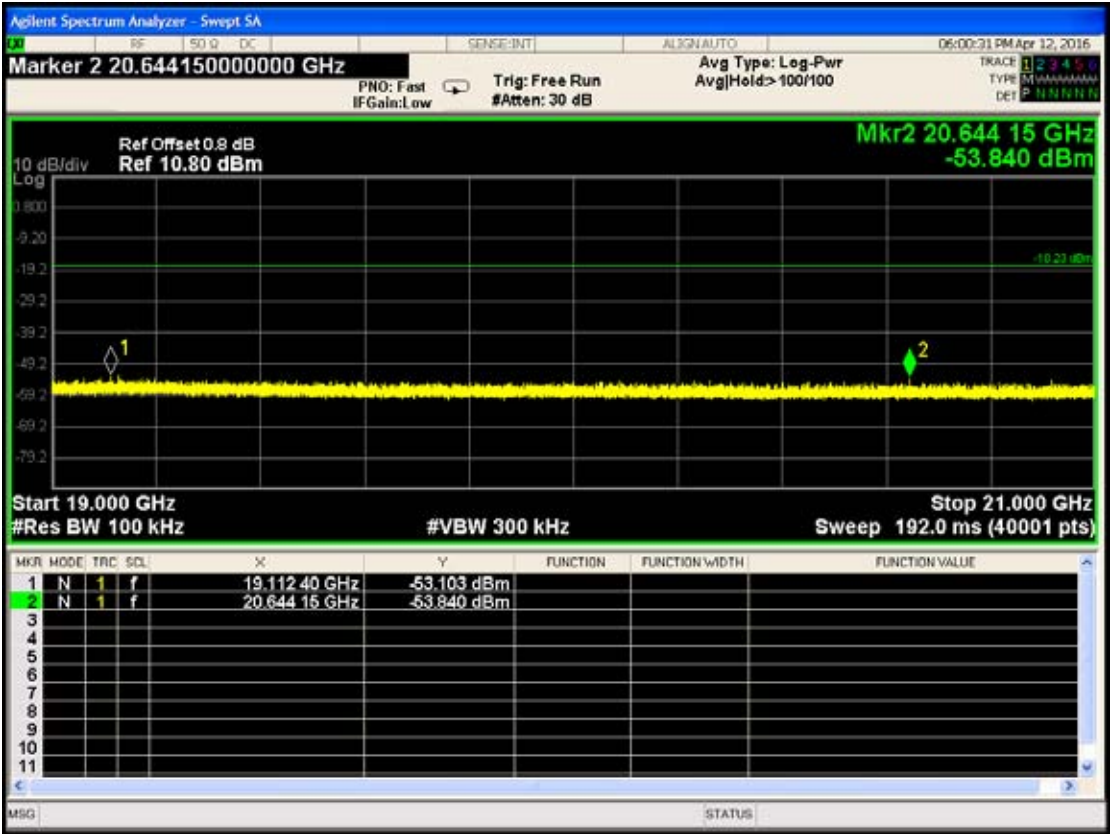 Agilent Spectrum Analyzer - Swept SA
RF 50 Ω DC SENSE:INT ALIGN AUTO 06:00:31 PM Apr 12, 2016
Marker 2 20.644150000000 GHz
PNO: Fast
IFGain:Low
Trig: Free Run
#Atten: 30 dB
Avg Type: Log-Pwr
Avg|Hold:> 100/100
TRACE 1 2 3 4 5 6
TYPE M
DET P N N N N N
Mkr2 20.644 15 GHz
-53.840 dBm
Ref Offset 0.8 dB
10 dB/div Ref 10.80 dBm
Log
0.800
-9.20
-19.2
-29.2
-39.2
-49.2
-59.2
-69.2
-79.2
1
2
Start 19.000 GHz Stop 21.000 GHz
#Res BW 100 kHz #VBW 300 kHz Sweep 192.0 ms (40001 pts)
MKR MODE TRC SCL X Y FUNCTION FUNCTION WIDTH FUNCTION VALUE
1 N 1 f 19.112 40 GHz -53.103 dBm
2 N 1 f 20.644 15 GHz -53.840 dBm
3
4
5
6
7
8
9
10
11
MSG STATUS